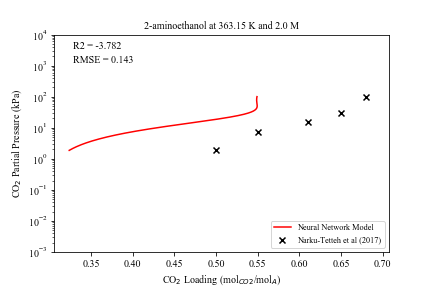 2-aminoethanol at 363.15 K and 2.0 M
R2 = -3.782
RMSE = 0.143
10⁴
10³
10²
10¹
10⁰
10⁻¹
10⁻²
10⁻³
CO₂ Partial Pressure (kPa)
Neural Network Model
Narku-Tetteh et al (2017)
0.35 0.40 0.45 0.50 0.55 0.60 0.65 0.70
CO₂ Loading (mol_CO2/mol_A)